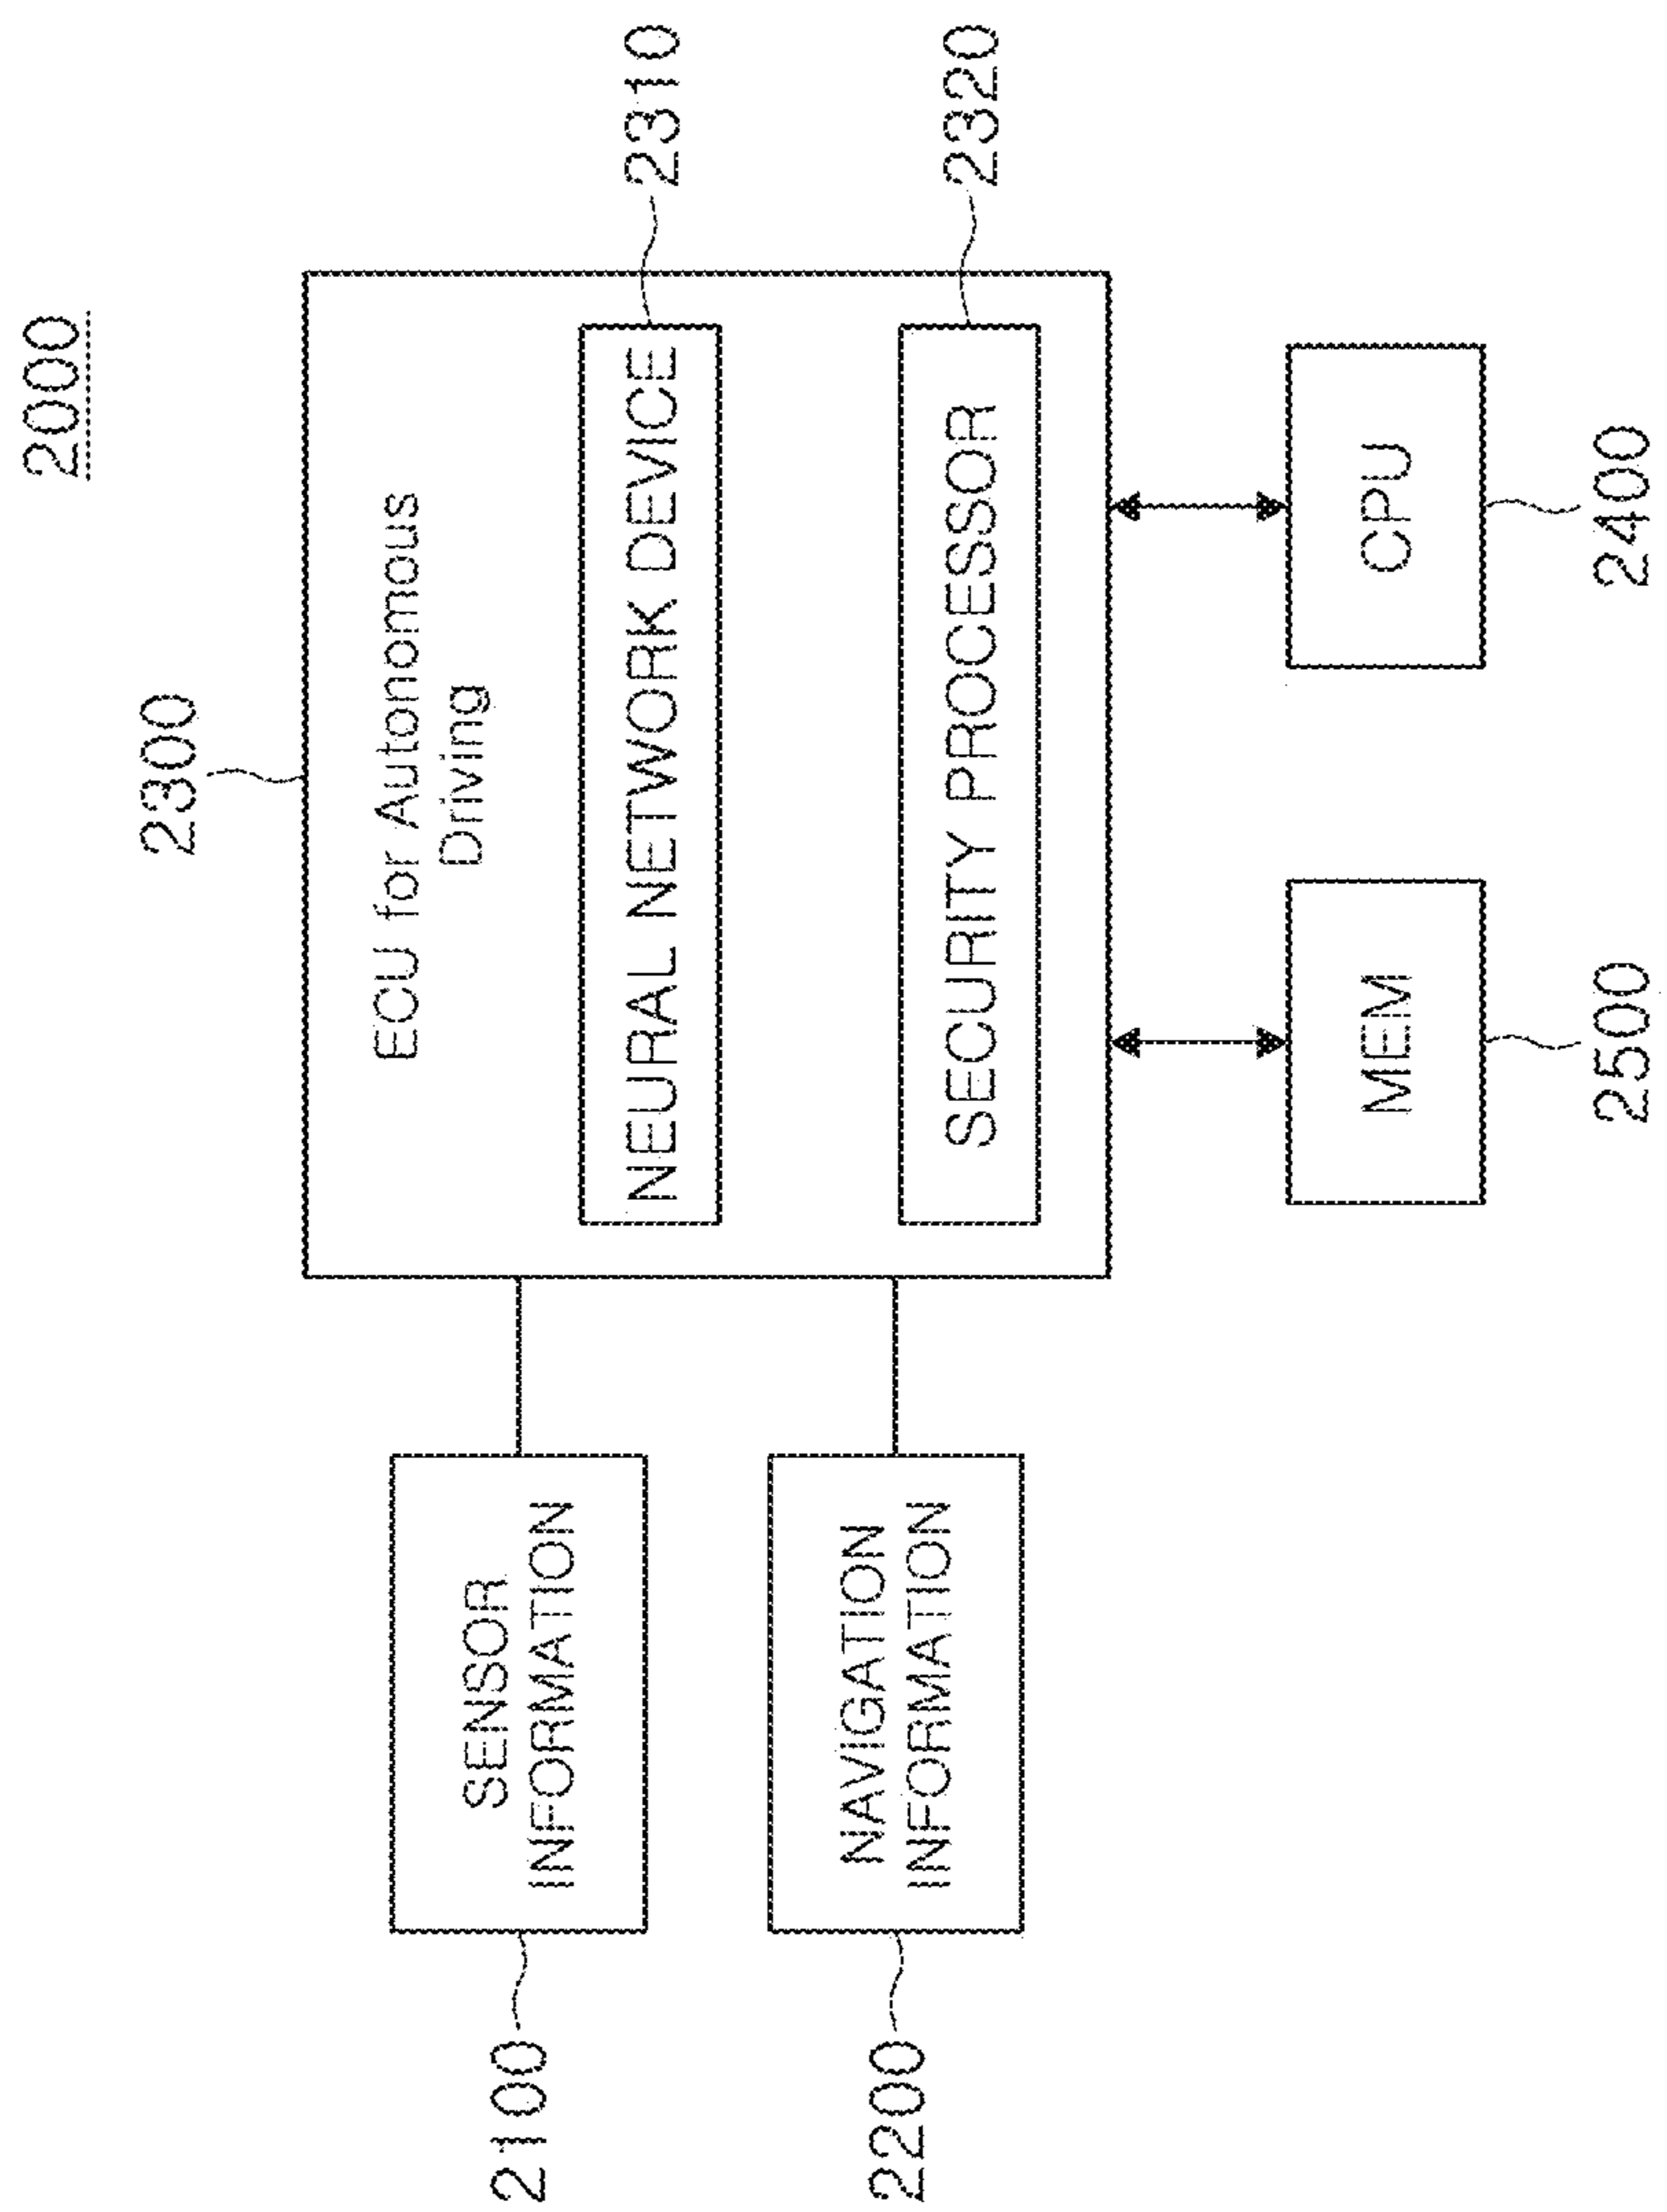 2000
2300
ECU for Autonomous
Driving
NEURAL NETWORK DEVICE
2310
SECURITY PROCESSOR
2320
SENSOR
INFORMATION
2100
NAVIGATION
INFORMATION
2200
MEM
2500
CPU
2400